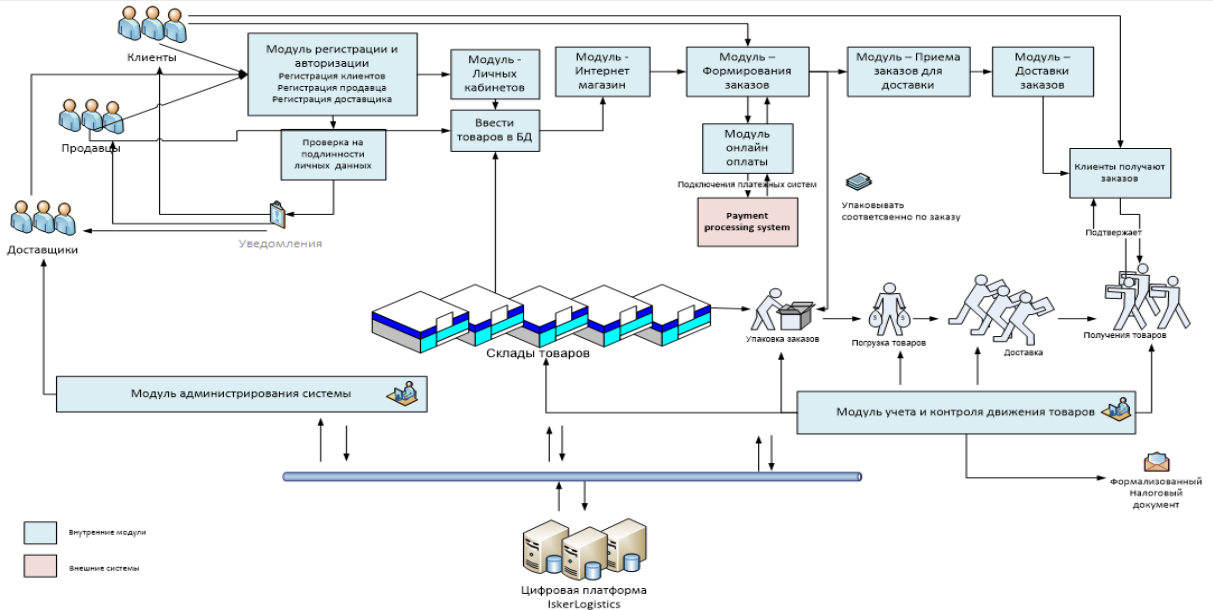 Клиенты
Модуль регистрации и
авторизации
Регистрация клиентов
Регистрация продавца
Регистрация доставщика
Модуль -
Личных
кабинетов
Модуль -
Интернет
магазин
Модуль –
Формирования
заказов
Модуль – Приема
заказов для
доставки
Модуль –
Доставки
заказов
Продавцы
Ввести
товаров в БД
Проверка на
подлинности
личных данных
Модуль
онлайн
оплаты
Клиенты получают
заказов
Подключения платежных систем
Упаковывать
соответсвенно по заказу
Payment
processing system
Доставщики
Уведомления
Подтвержает
Склады товаров
Упаковка заказов
Погрузка товаров
Доставка
Получения товаров
Модуль администрирования системы
Модуль учета и контроля движения товаров
Формализованный
Налоговый
документ
Внутренние модули
Внешние системы
Цифровая платформа
IskerLogistics